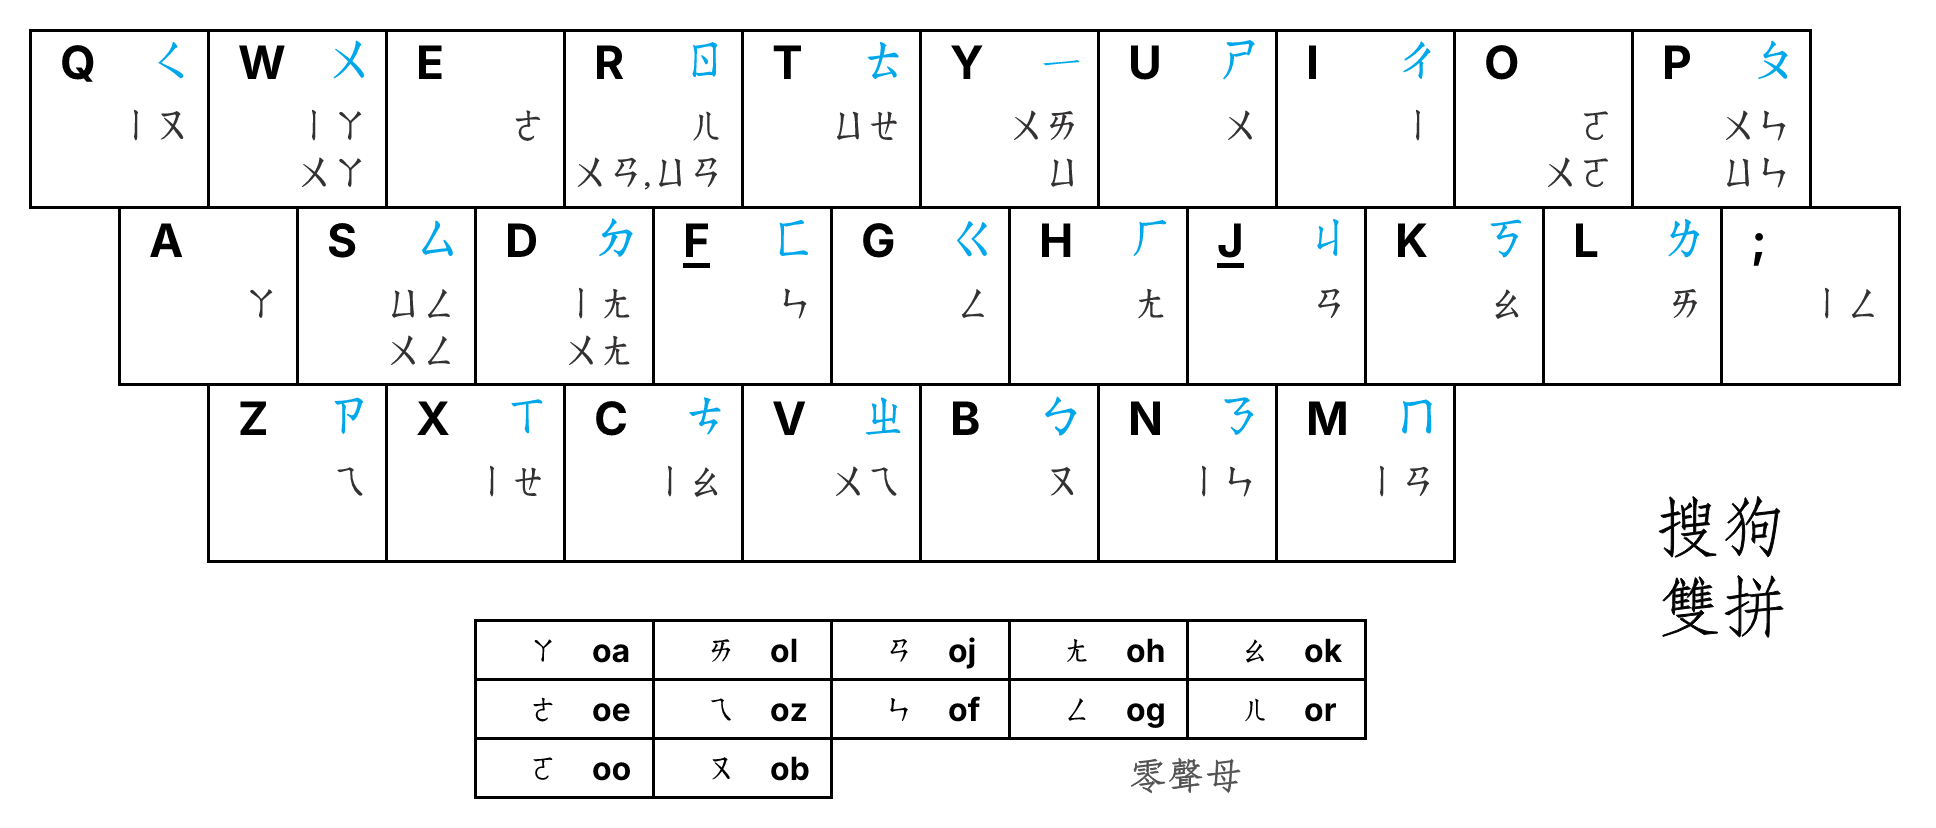 Q ㄑ W ㄨ E R ㄖ T ㄊ Y ㄧ U ㄕ I ㄔ O P ㄆ
ㄧㄡ ㄧㄚ ㄜ ㄦ ㄩㄝ ㄨㄞ ㄨ ㄧ ㄛ ㄨㄣ
ㄨㄚ ㄨㄢ,ㄩㄢ ㄩ ㄨㄛ ㄩㄣ
A S ㄙ D ㄉ F ㄈ G ㄍ H ㄏ J ㄐ K ㄎ L ㄌ ;
ㄚ ㄩㄥ ㄧㄤ ㄣ ㄥ ㄤ ㄢ ㄠ ㄞ ㄧㄥ
ㄨㄥ ㄨㄤ
Z ㄗ X ㄒ C ㄘ V ㄓ B ㄅ N ㄋ M ㄇ
ㄟ ㄧㄝ ㄧㄠ ㄨㄟ ㄡ ㄧㄣ ㄧㄢ
搜狗
雙拼
ㄚ oa ㄞ ol ㄢ oj ㄤ oh ㄠ ok
ㄜ oe ㄟ oz ㄣ of ㄥ og ㄦ or
ㄛ oo ㄡ ob
零聲母